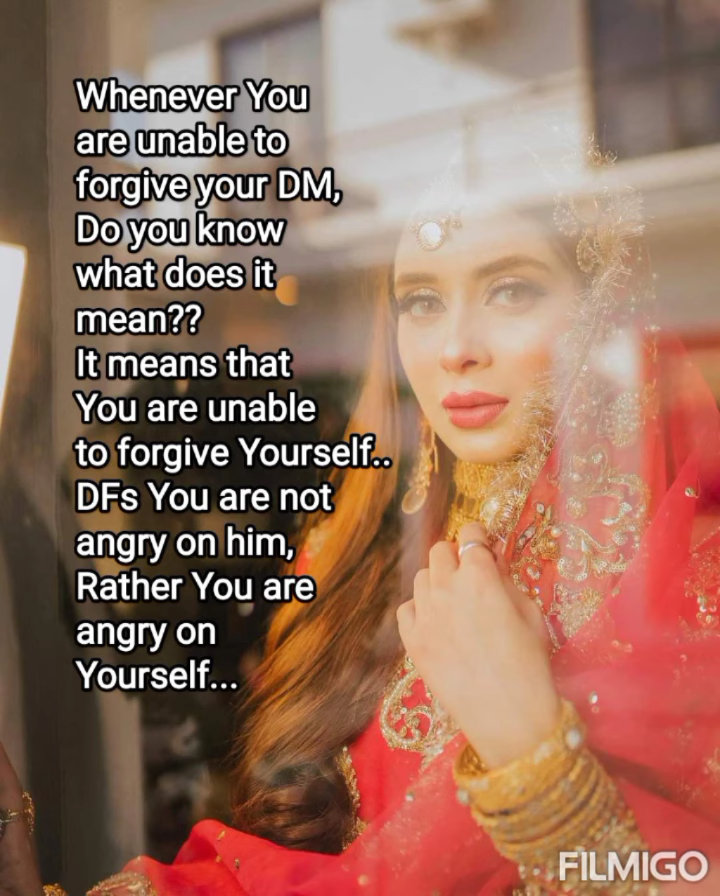 Whenever You
are unable to
forgive your DM,
Do you know
what does it
mean??
It means that
You are unable
to forgive Yourself..
DFs You are not
angry on him,
Rather You are
angry on
Yourself...
FILMIGO